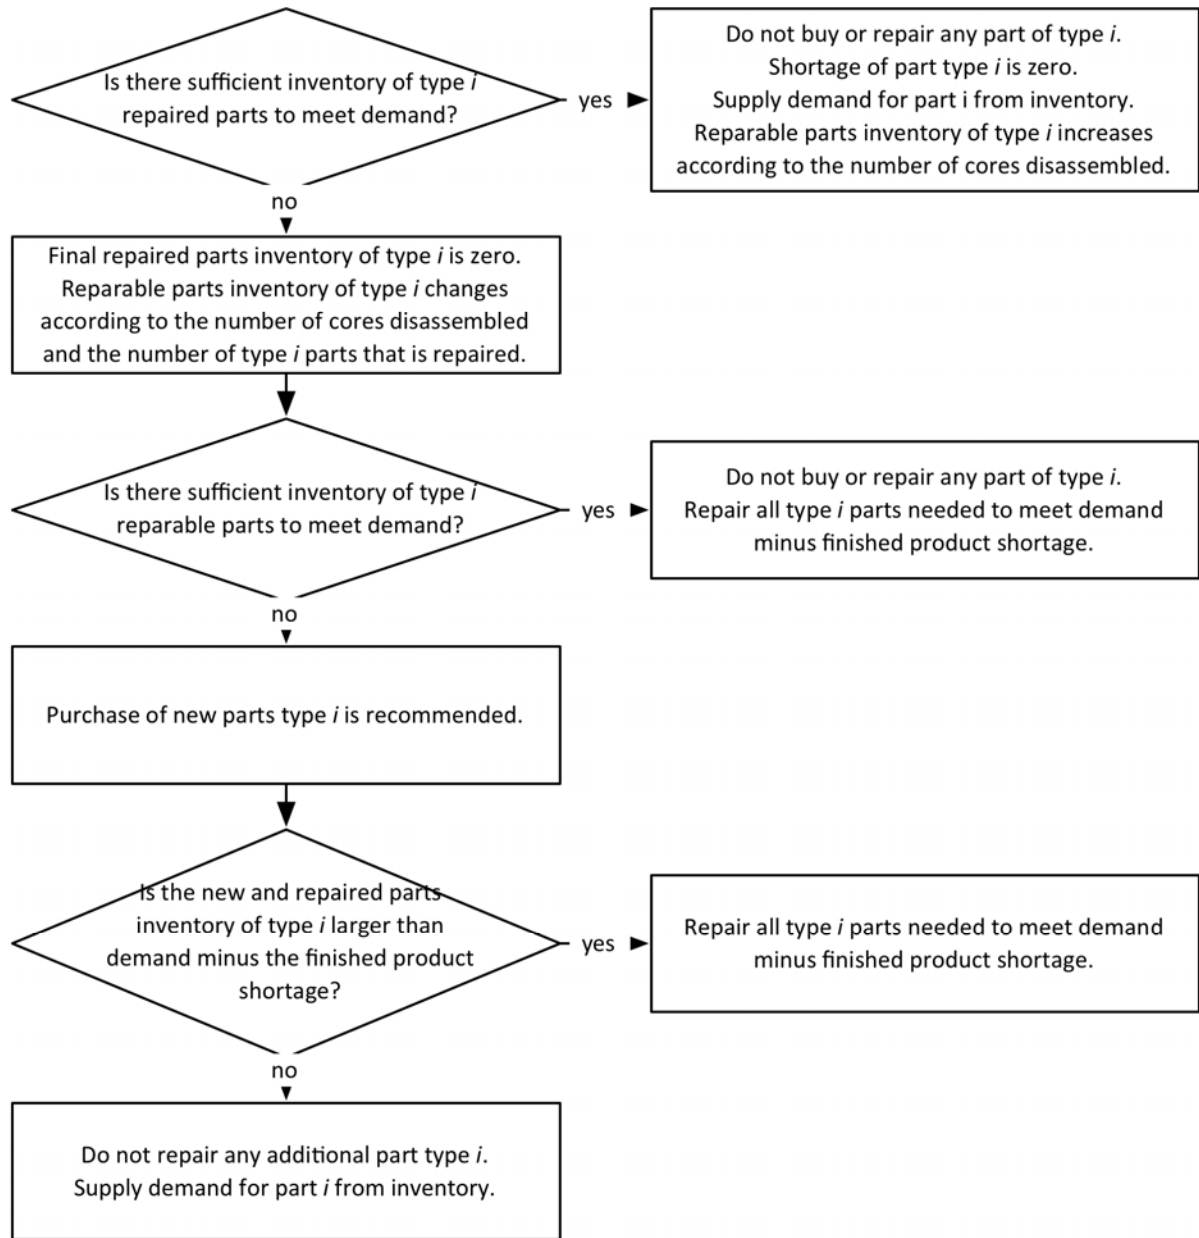 Is there sufficient inventory of type i
repaired parts to meet demand?
yes
Do not buy or repair any part of type i.
Shortage of part type i is zero.
Supply demand for part i from inventory.
Reparable parts inventory of type i increases
according to the number of cores disassembled.
no
Final repaired parts inventory of type i is zero.
Reparable parts inventory of type i changes
according to the number of cores disassembled
and the number of type i parts that is repaired.
Is there sufficient inventory of type i
reparable parts to meet demand?
yes
Do not buy or repair any part of type i.
Repair all type i parts needed to meet demand
minus finished product shortage.
no
Purchase of new parts type i is recommended.
Is the new and repaired parts
inventory of type i larger than
demand minus the finished product
shortage?
yes
Repair all type i parts needed to meet demand
minus finished product shortage.
no
Do not repair any additional part type i.
Supply demand for part i from inventory.